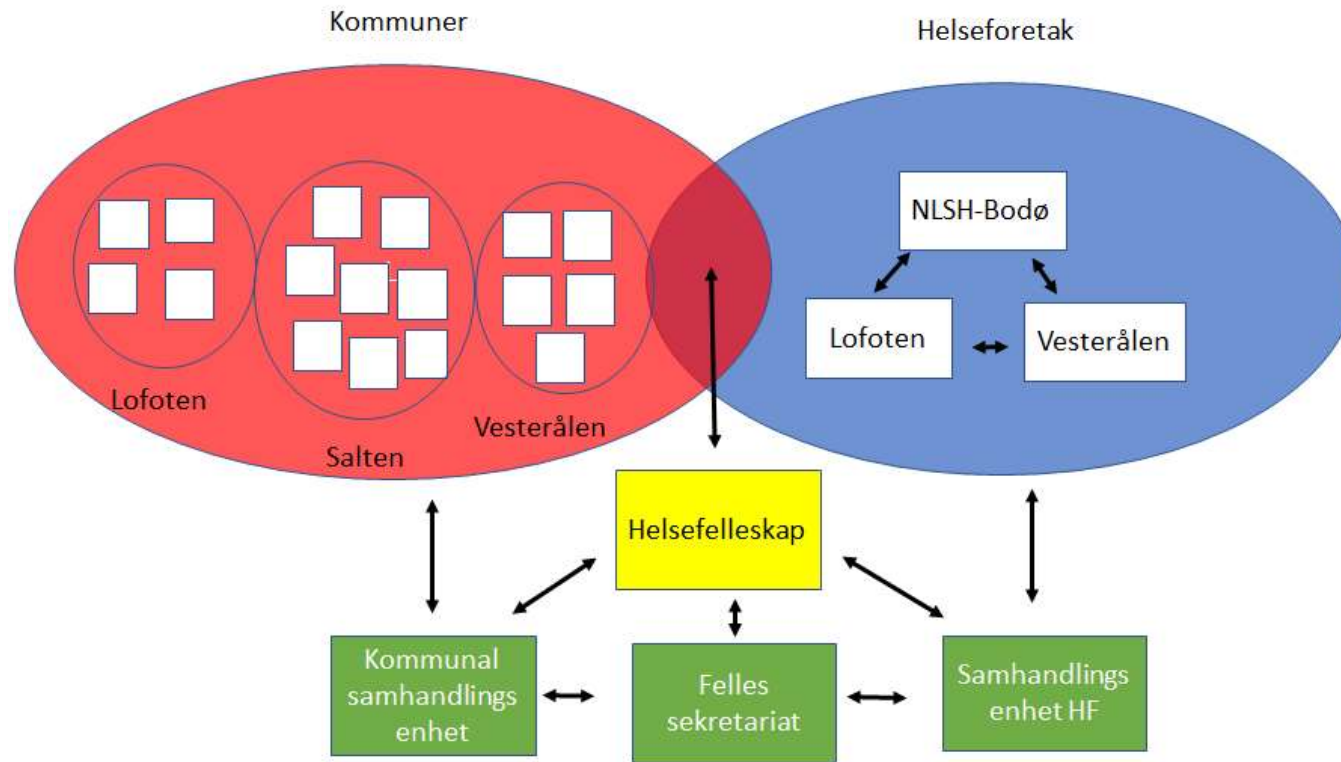 Kommuner
Helseforetak
NLSH-Bodø
Lofoten
Vesterålen
Lofoten
Salten
Vesterålen
Helsefelleskap
Kommunal
samhandlings
enhet
Felles
sekretariat
Samhandlings
enhet HF